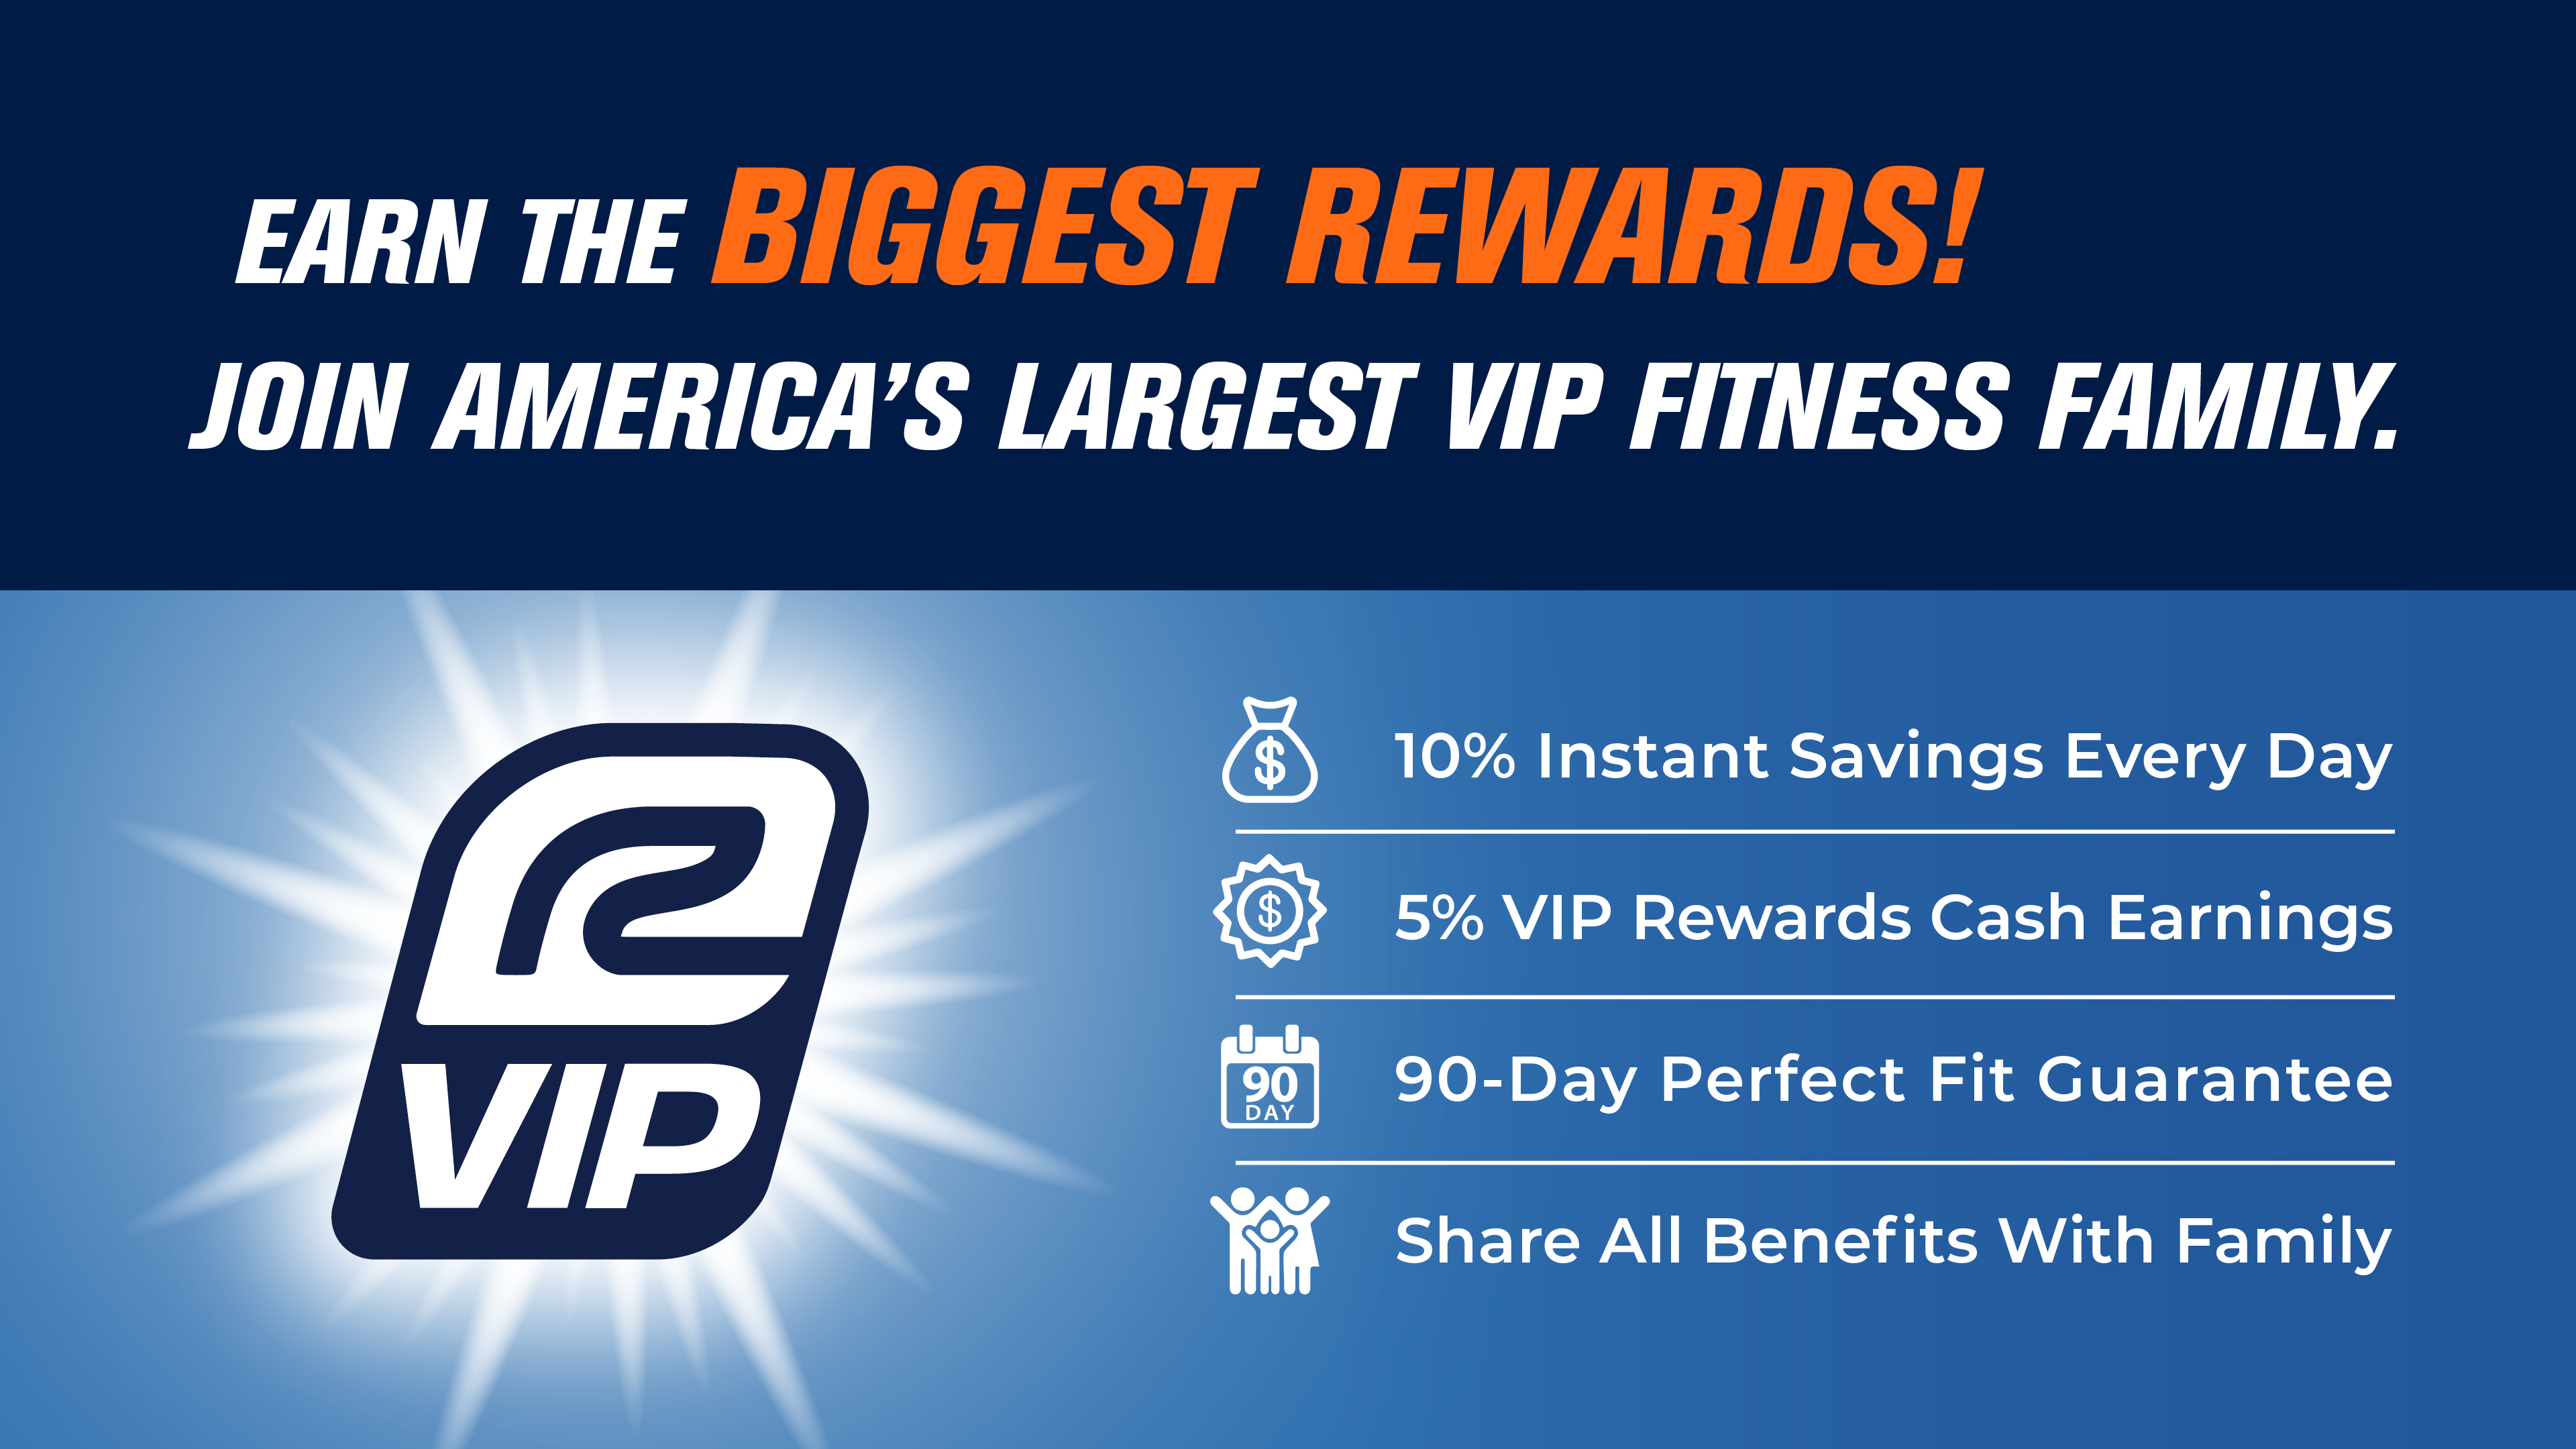 EARN THE BIGGEST REWARDS!
JOIN AMERICA'S LARGEST VIP FITNESS FAMILY.
R
VIP
$
10% Instant Savings Every Day
$
5% VIP Rewards Cash Earnings
90
DAY
90-Day Perfect Fit Guarantee
Share All Benefits With Family